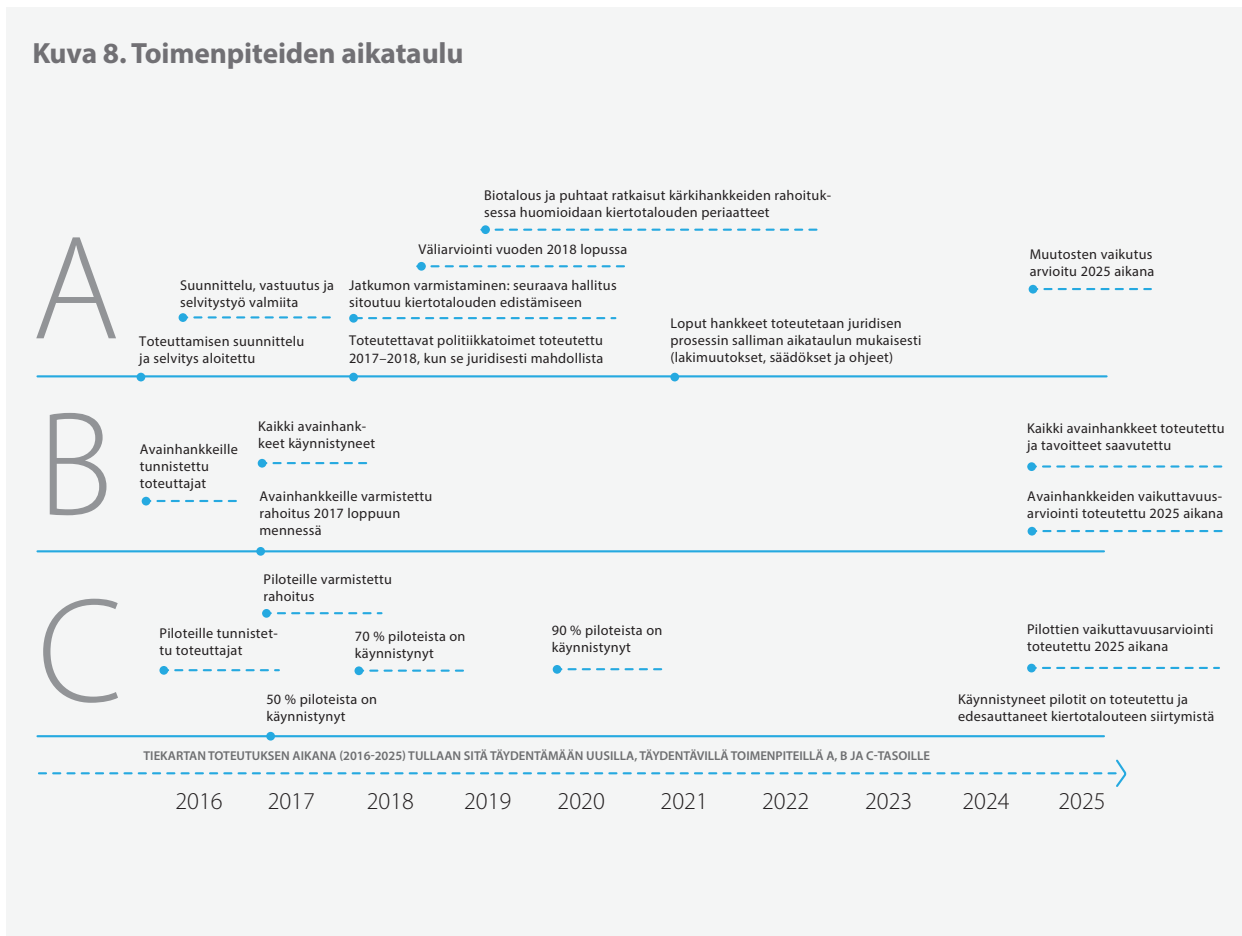 Kuva 8. Toimenpiteiden aikataulu
A
Biotalous ja puhtaat ratkaisut kärkihankkeiden rahoituk-
sessa huomioidaan kiertotalouden periaatteet
Väliarviointi vuoden 2018 lopussa
Muutosten vaikutus
arvioitu 2025 aikana
Suunnittelu, vastuutus ja
selvitystyö valmiita
Jatkumon varmistaminen: seuraava hallitus
sitoutuu kiertotalouden edistämiseen
Toteuttamisen suunnittelu
ja selvitys aloitettu
Toteutettavat politiikkatoimet toteutettu
2017–2018, kun se juridisesti mahdollista
Loput hankkeet toteutetaan juridisen
prosessin salliman aikataulun mukaisesti
(lakimuutokset, säädökset ja ohjeet)
B
Avainhankkeille
tunnistettu
toteuttajat
Kaikki avainhank-
keet käynnistyneet
Avainhankkeille varmistettu
rahoitus 2017 loppuun
mennessä
Kaikki avainhankkeet toteutettu
ja tavoitteet saavutettu
Avainhankkeiden vaikuttavuus-
arviointi toteutettu 2025 aikana
C
Piloteille varmistettu
rahoitus
Piloteille tunnistet-
tu toteuttajat
70 % piloteista on
käynnistynyt
90 % piloteista on
käynnistynyt
Pilottien vaikuttavuusarviointi
toteutettu 2025 aikana
50 % piloteista on
käynnistynyt
Käynnistyneet pilotit on toteutettu ja
edesauttaneet kiertotalouteen siirtymistä
TIEKARTAN TOTEUTUKSEN AIKANA (2016-2025) TULLAAN SITÄ TÄYDENTÄMÄÄN UUSILLA, TÄYDENTÄVILLÄ TOIMENPITEILLÄ A, B JA C-TASOILLE
2016 2017 2018 2019 2020 2021 2022 2023 2024 2025